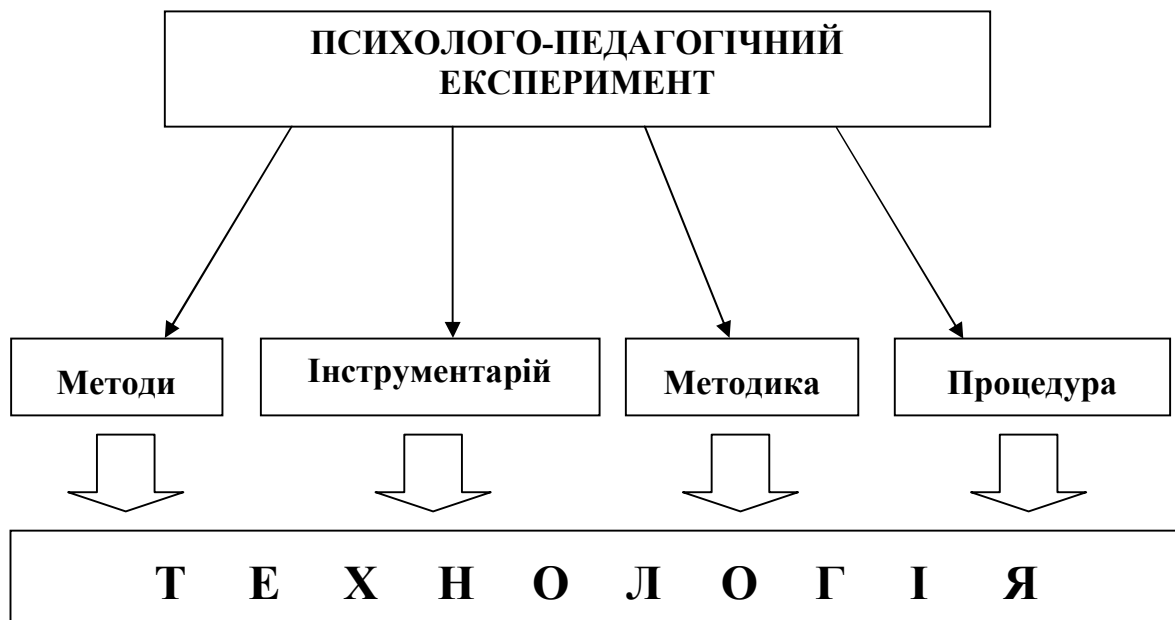 ПСИХОЛОГО-ПЕДАГОГІЧНИЙ
ЕКСПЕРИМЕНТ
Методи
Інструментарій
Методика
Процедура
Т Е Х Н О Л О Г І Я